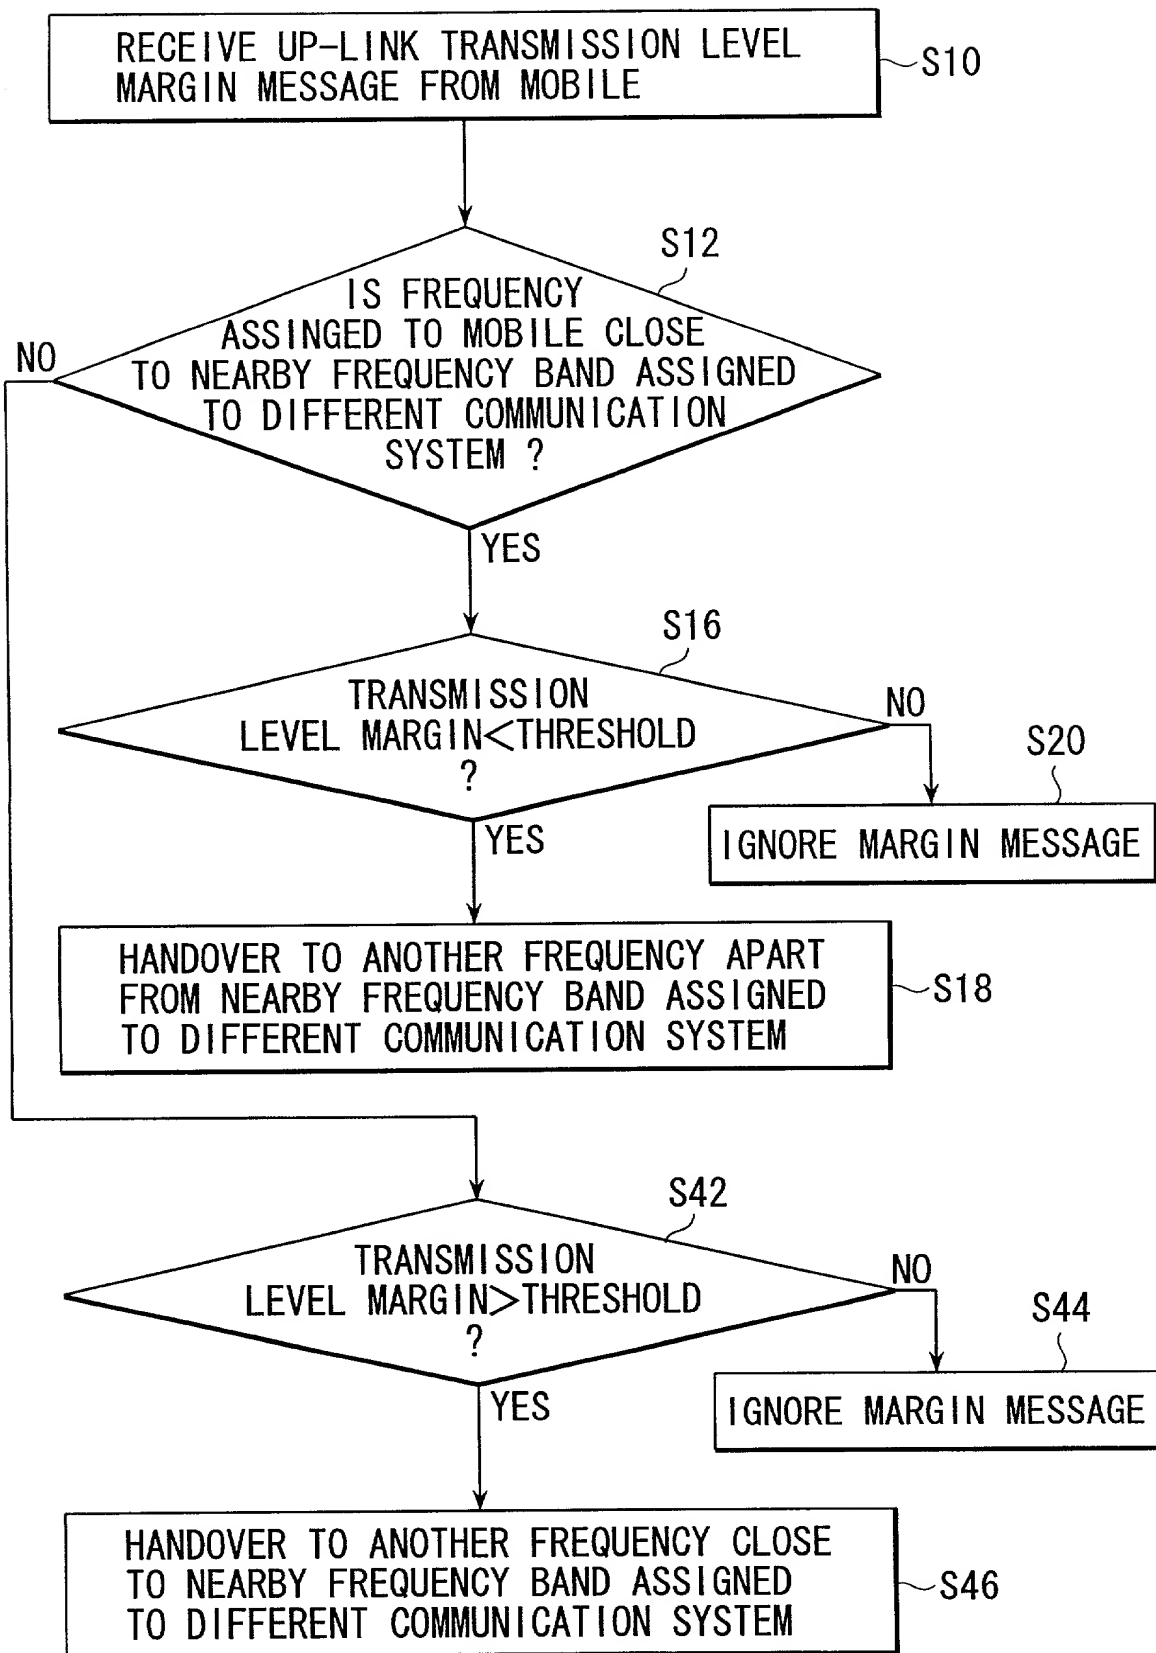 RECEIVE UP-LINK TRANSMISSION LEVEL
MARGIN MESSAGE FROM MOBILE
S10
S12
IS FREQUENCY
ASSINGED TO MOBILE CLOSE
TO NEARBY FREQUENCY BAND ASSIGNED
TO DIFFERENT COMMUNICATION
SYSTEM ?
NO
YES
S16
TRANSMISSION
LEVEL MARGIN<THRESHOLD
?
NO
YES
S20
IGNORE MARGIN MESSAGE
HANDOVER TO ANOTHER FREQUENCY APART
FROM NEARBY FREQUENCY BAND ASSIGNED
TO DIFFERENT COMMUNICATION SYSTEM
S18
S42
TRANSMISSION
LEVEL MARGIN>THRESHOLD
?
NO
YES
S44
IGNORE MARGIN MESSAGE
HANDOVER TO ANOTHER FREQUENCY CLOSE
TO NEARBY FREQUENCY BAND ASSIGNED
TO DIFFERENT COMMUNICATION SYSTEM
S46